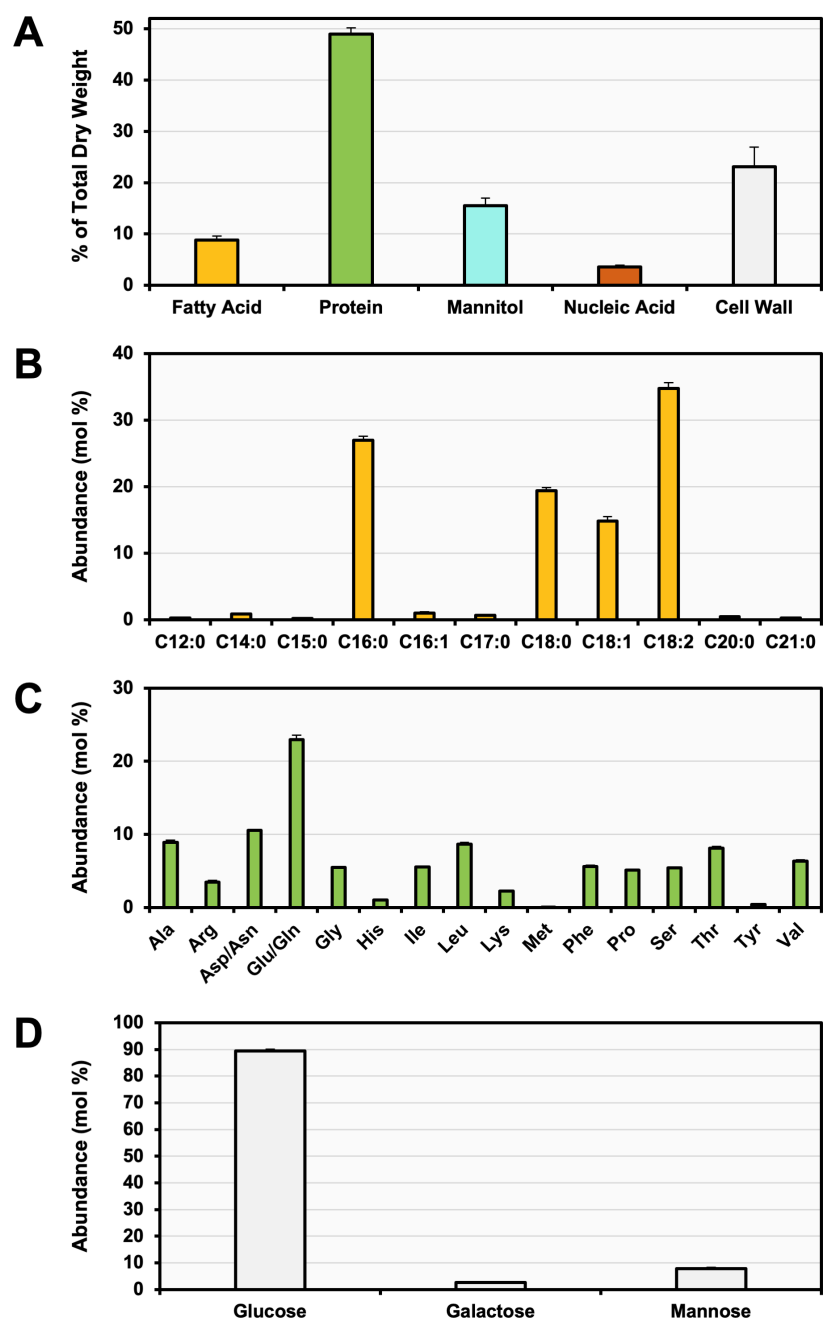 A
% of Total Dry Weight
50
40
30
20
10
0
Fatty Acid Protein Mannitol Nucleic Acid Cell Wall
B
Abundance (mol %)
40
30
20
10
0
C12:0 C14:0 C15:0 C16:0 C16:1 C17:0 C18:0 C18:1 C18:2 C20:0 C21:0
C
Abundance (mol %)
30
20
10
0
Ala Arg Asp/Asn Glu/Gln Gly His Ile Leu Lys Met Phe Pro Ser Thr Tyr Val
D
Abundance (mol %)
100
90
80
70
60
50
40
30
20
10
0
Glucose Galactose Mannose